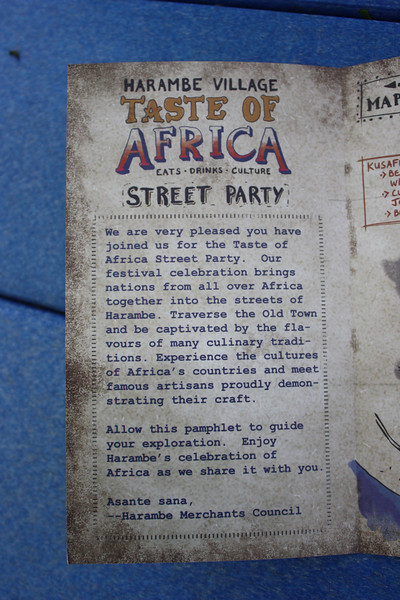 HARAMBE VILLAGE
TASTE OF
AFRICA
EATS • DRINKS • CULTURE
STREET PARTY
We are very pleased you have
joined us for the Taste of
Africa Street Party.  Our
festival celebration brings
nations from all over Africa
together into the streets of
Harambe. Traverse the Old Town
and be captivated by the fla-
vours of many culinary tradi-
tions. Experience the cultures
of Africa's countries and meet
famous artisans proudly demon-
strating their craft.
Allow this pamphlet to guide
your exploration.  Enjoy
Harambe's celebration of
Africa as we share it with you.
Asante sana,
--Harambe Merchants Council
MAP
KUSAF